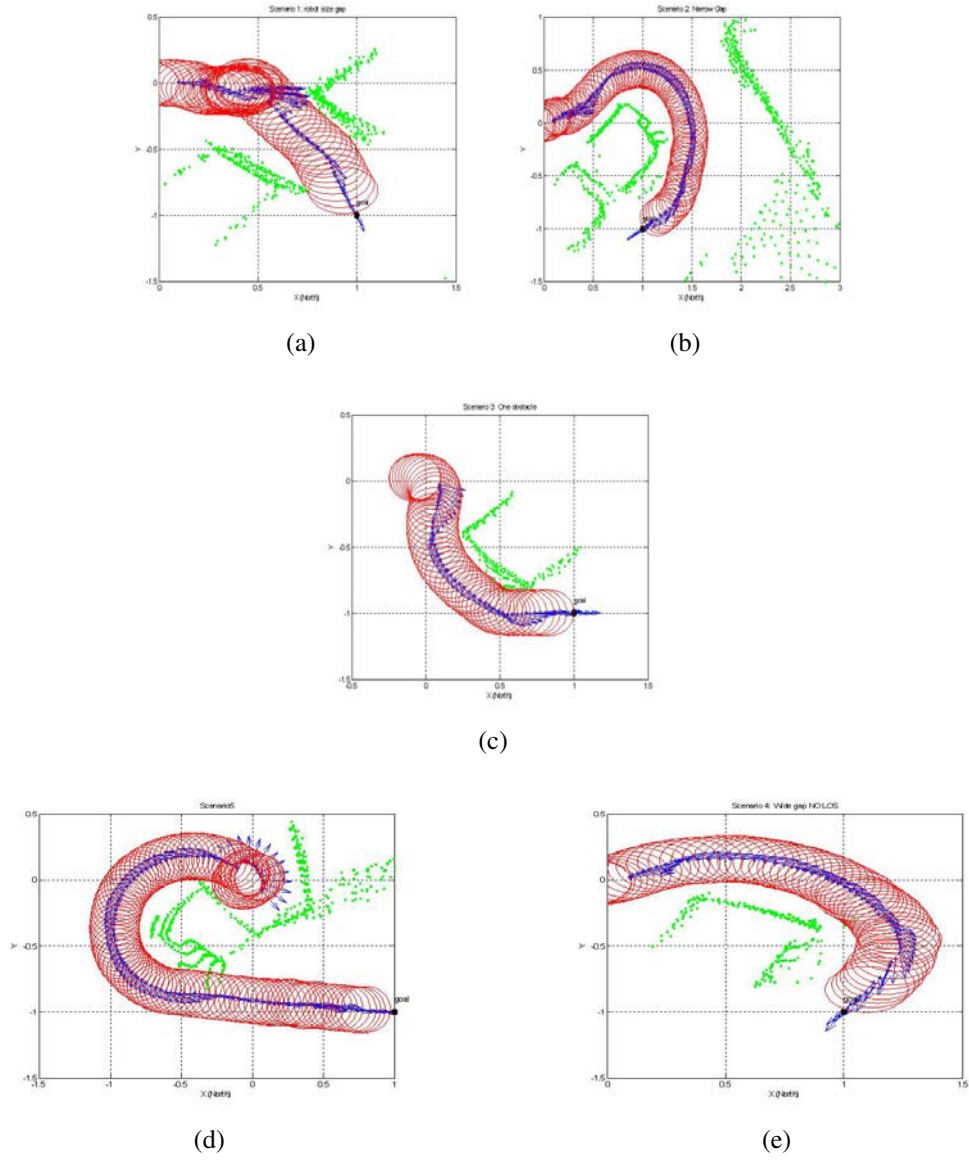 Scenario 1: robot size gap
0.5
0
-0.5
-1
-1.5
Y
0
0.5
1
1.5
X (North)
goal
(a)
Scenario 2: Narrow Gap
1
0.5
0
-0.5
-1
-1.5
Y
0
0.5
1
1.5
2
2.5
3
X (North)
(b)
Scenario 3: One obstacle
0.5
0
-0.5
-1
-1.5
Y
-0.5
0
0.5
1
1.5
X (North)
goal
(c)
Scenario5
0.5
0
-0.5
-1
-1.5
Y
-1.5
-1
-0.5
0
0.5
1
X (North)
goal
(d)
Scenario 4: Wide gap NO LOS
0.5
0
-0.5
-1
-1.5
Y
0
0.5
1
1.5
X (North)
goal
(e)